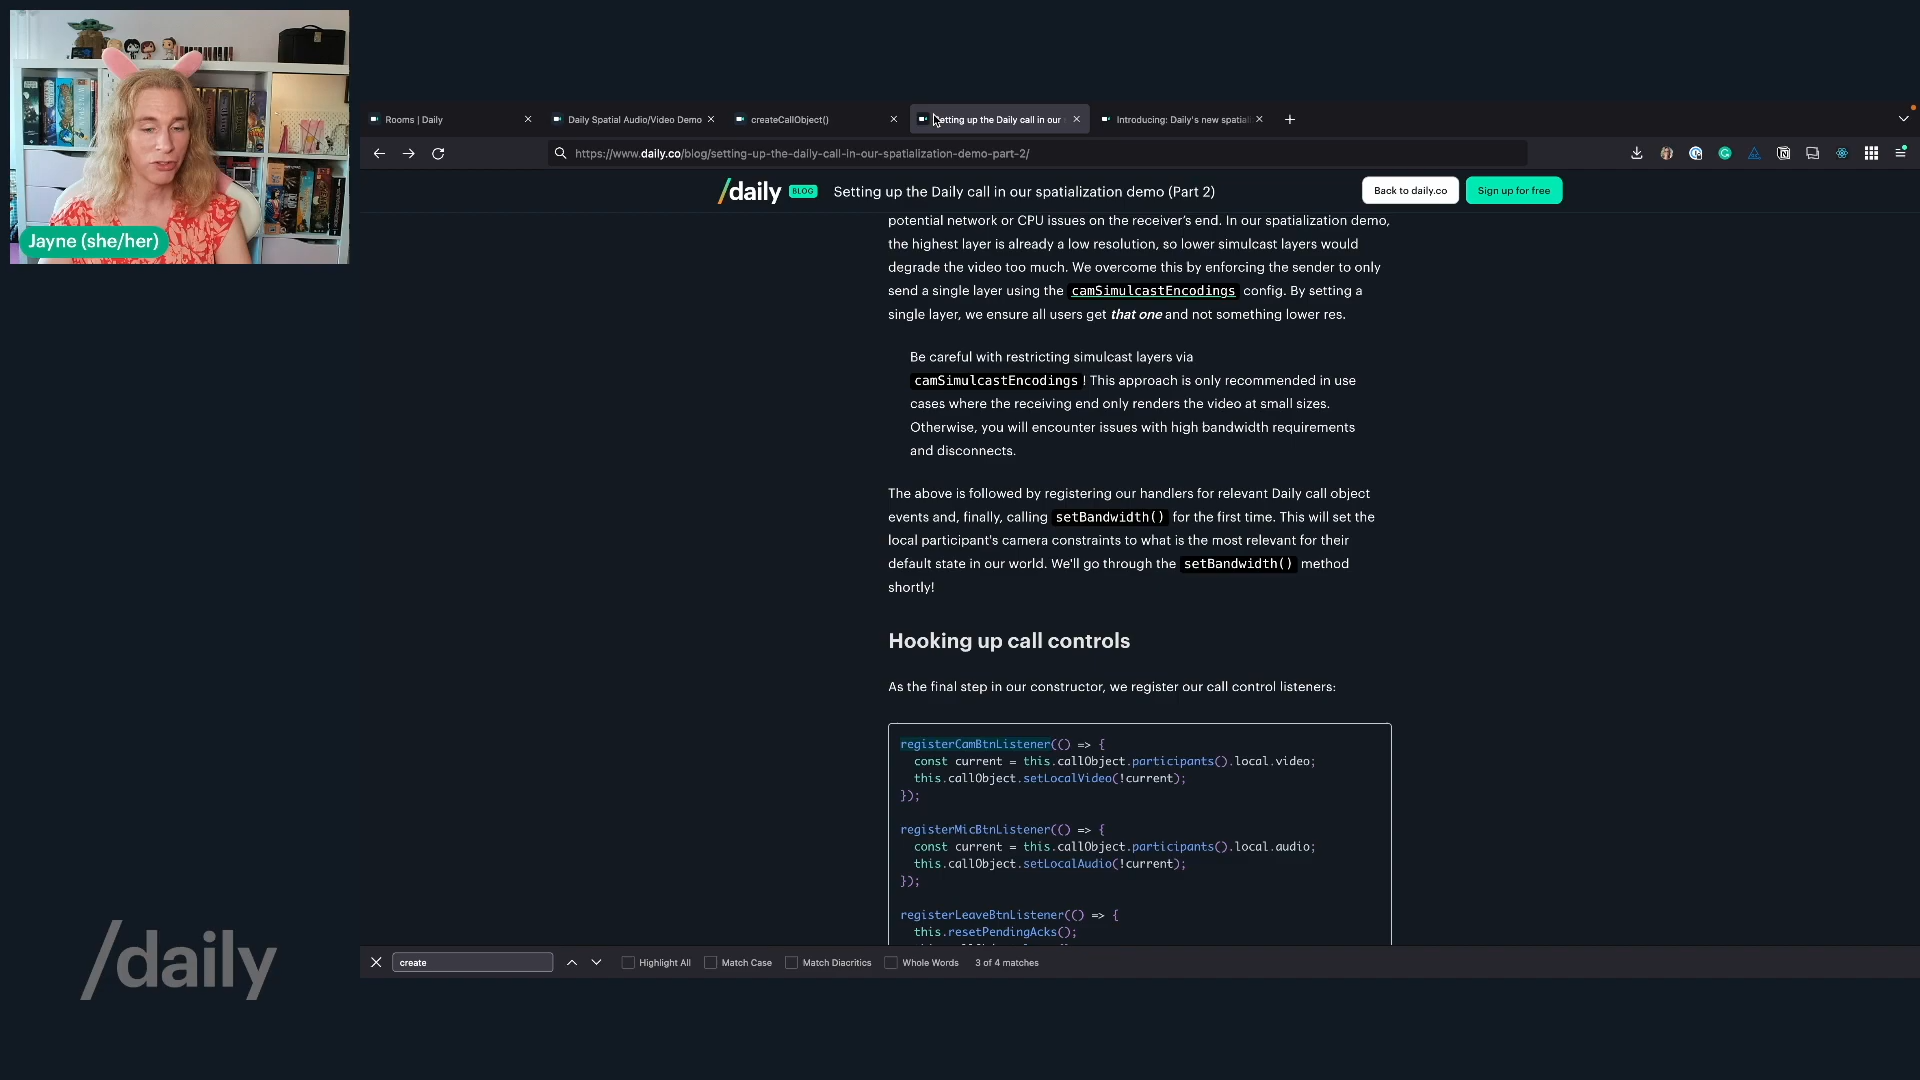 Jayne (she/her)
Rooms | Daily
Daily Spatial Audio/Video Demo
createCallObject()
etting up the Daily call in our
Introducing: Daily's new spatial
https://www.daily.co/blog/setting-up-the-daily-call-in-our-spatialization-demo-part-2/
/daily BLOG Setting up the Daily call in our spatialization demo (Part 2) Back to daily.co Sign up for free
potential network or CPU issues on the receiver's end. In our spatialization demo,
the highest layer is already a low resolution, so lower simulcast layers would
degrade the video too much. We overcome this by enforcing the sender to only
send a single layer using the camSimulcastEncodings config. By setting a
single layer, we ensure all users get that one and not something lower res.
Be careful with restricting simulcast layers via
camSimulcastEncodings! This approach is only recommended in use
cases where the receiving end only renders the video at small sizes.
Otherwise, you will encounter issues with high bandwidth requirements
and disconnects.
The above is followed by registering our handlers for relevant Daily call object
events and, finally, calling setBandwidth() for the first time. This will set the
local participant's camera constraints to what is the most relevant for their
default state in our world. We'll go through the setBandwidth() method
shortly!
Hooking up call controls
As the final step in our constructor, we register our call control listeners:
registerCamBtnListener(() => {
const current = this.callObject.participants().local.video;
this.callObject.setLocalVideo(!current);
});
registerMicBtnListener(() => {
const current = this.callObject.participants().local.audio;
this.callObject.setLocalAudio(!current);
});
registerLeaveBtnListener(() => {
this.resetPendingAcks();
create Highlight All Match Case Match Diacritics Whole Words 3 of 4 matches
/daily